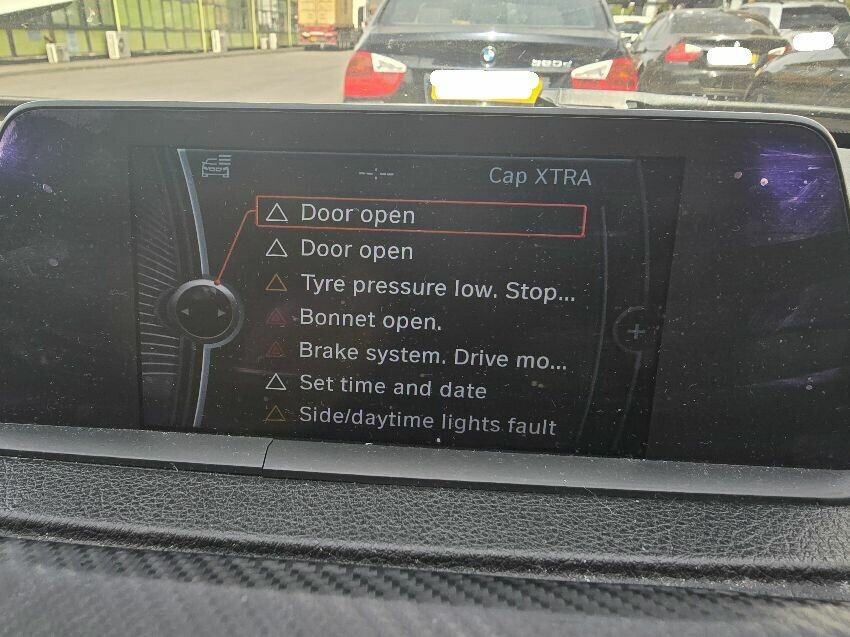 --:--
Cap XTRA
Door open
Door open
Tyre pressure low. Stop...
Bonnet open.
Brake system. Drive mo...
Set time and date
Side/daytime lights fault